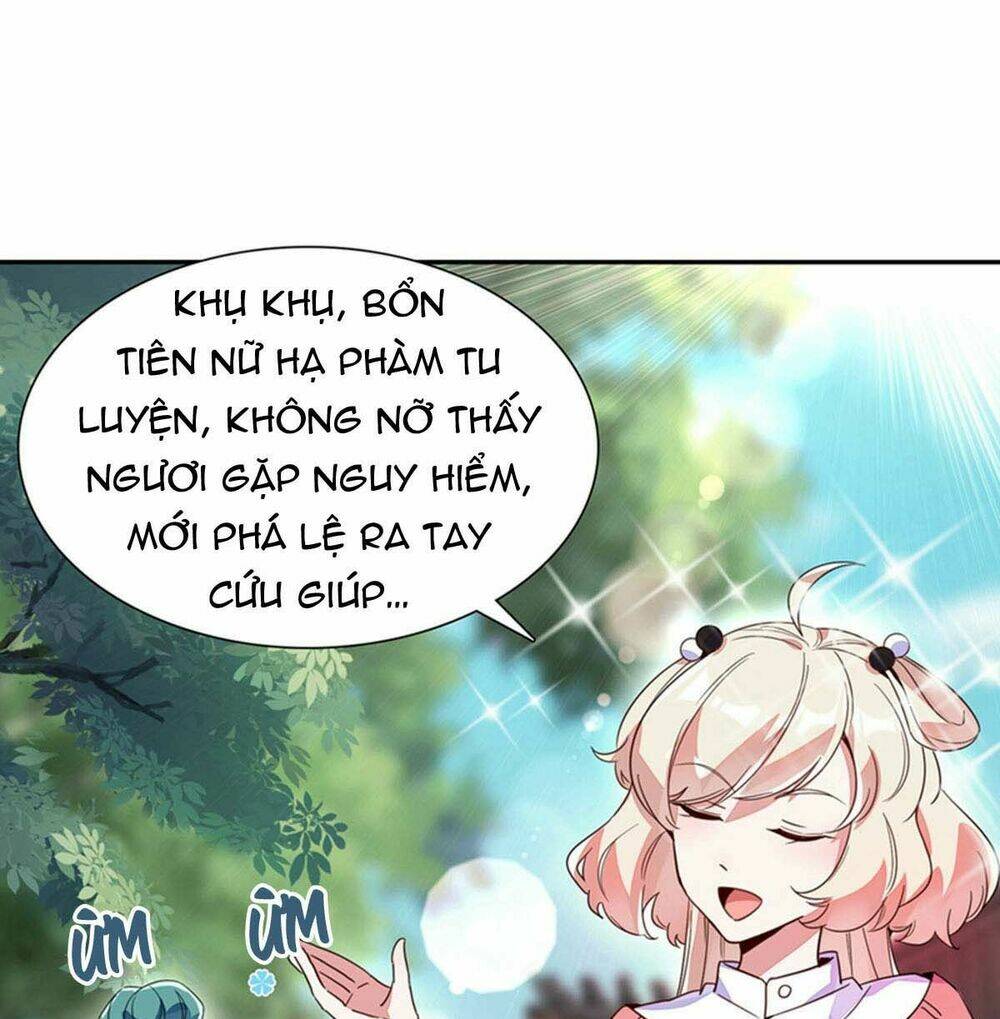 KHỤ KHỤ, BỔN
TIÊN NỮ HẠ PHÀM TU
LUYỆN, KHÔNG NỠ THẤY
NGƯƠI GẶP NGUY HIỂM,
MỚI PHÁ LỆ RA TAY
CỨU GIÚP...
ỪM
ỪM